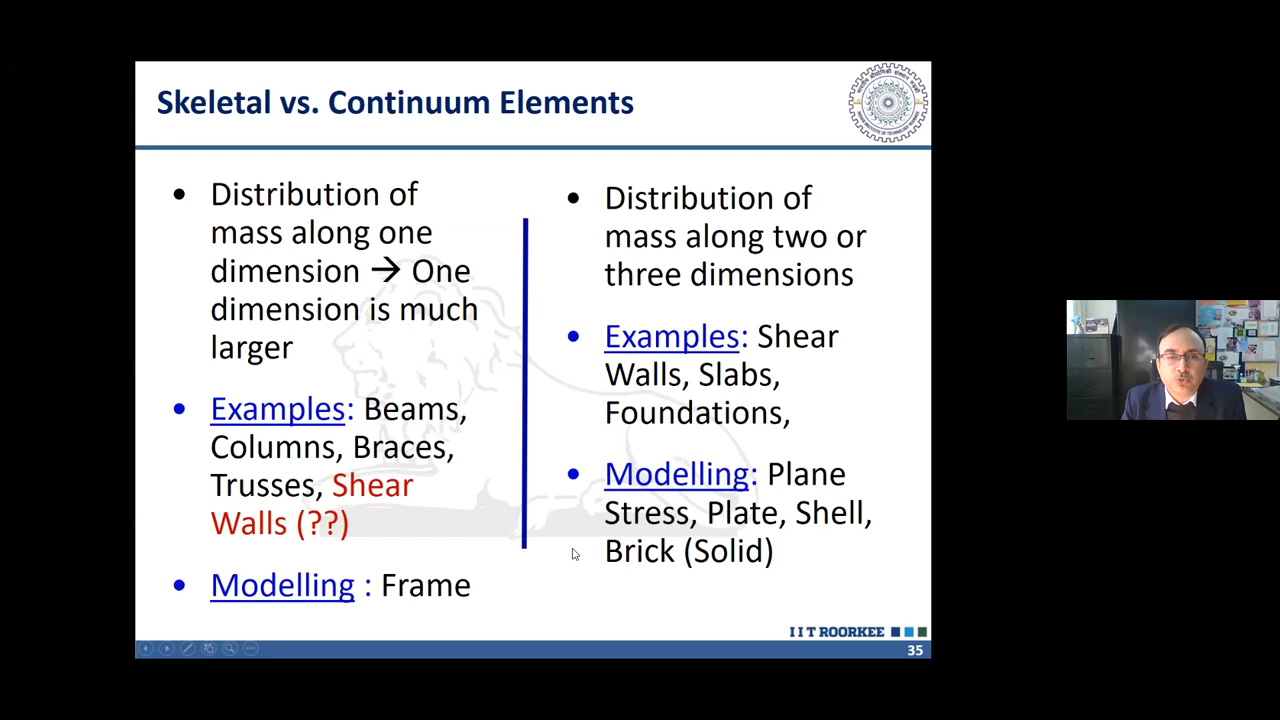 Skeletal vs. Continuum Elements
• Distribution of
mass along one
dimension → One
dimension is much
larger
• Examples: Beams,
Columns, Braces,
Trusses, Shear
Walls (??)
• Modelling : Frame
• Distribution of
mass along two or
three dimensions
• Examples: Shear
Walls, Slabs,
Foundations,
• Modelling: Plane
Stress, Plate, Shell,
Brick (Solid)
I I T ROORKEE
35